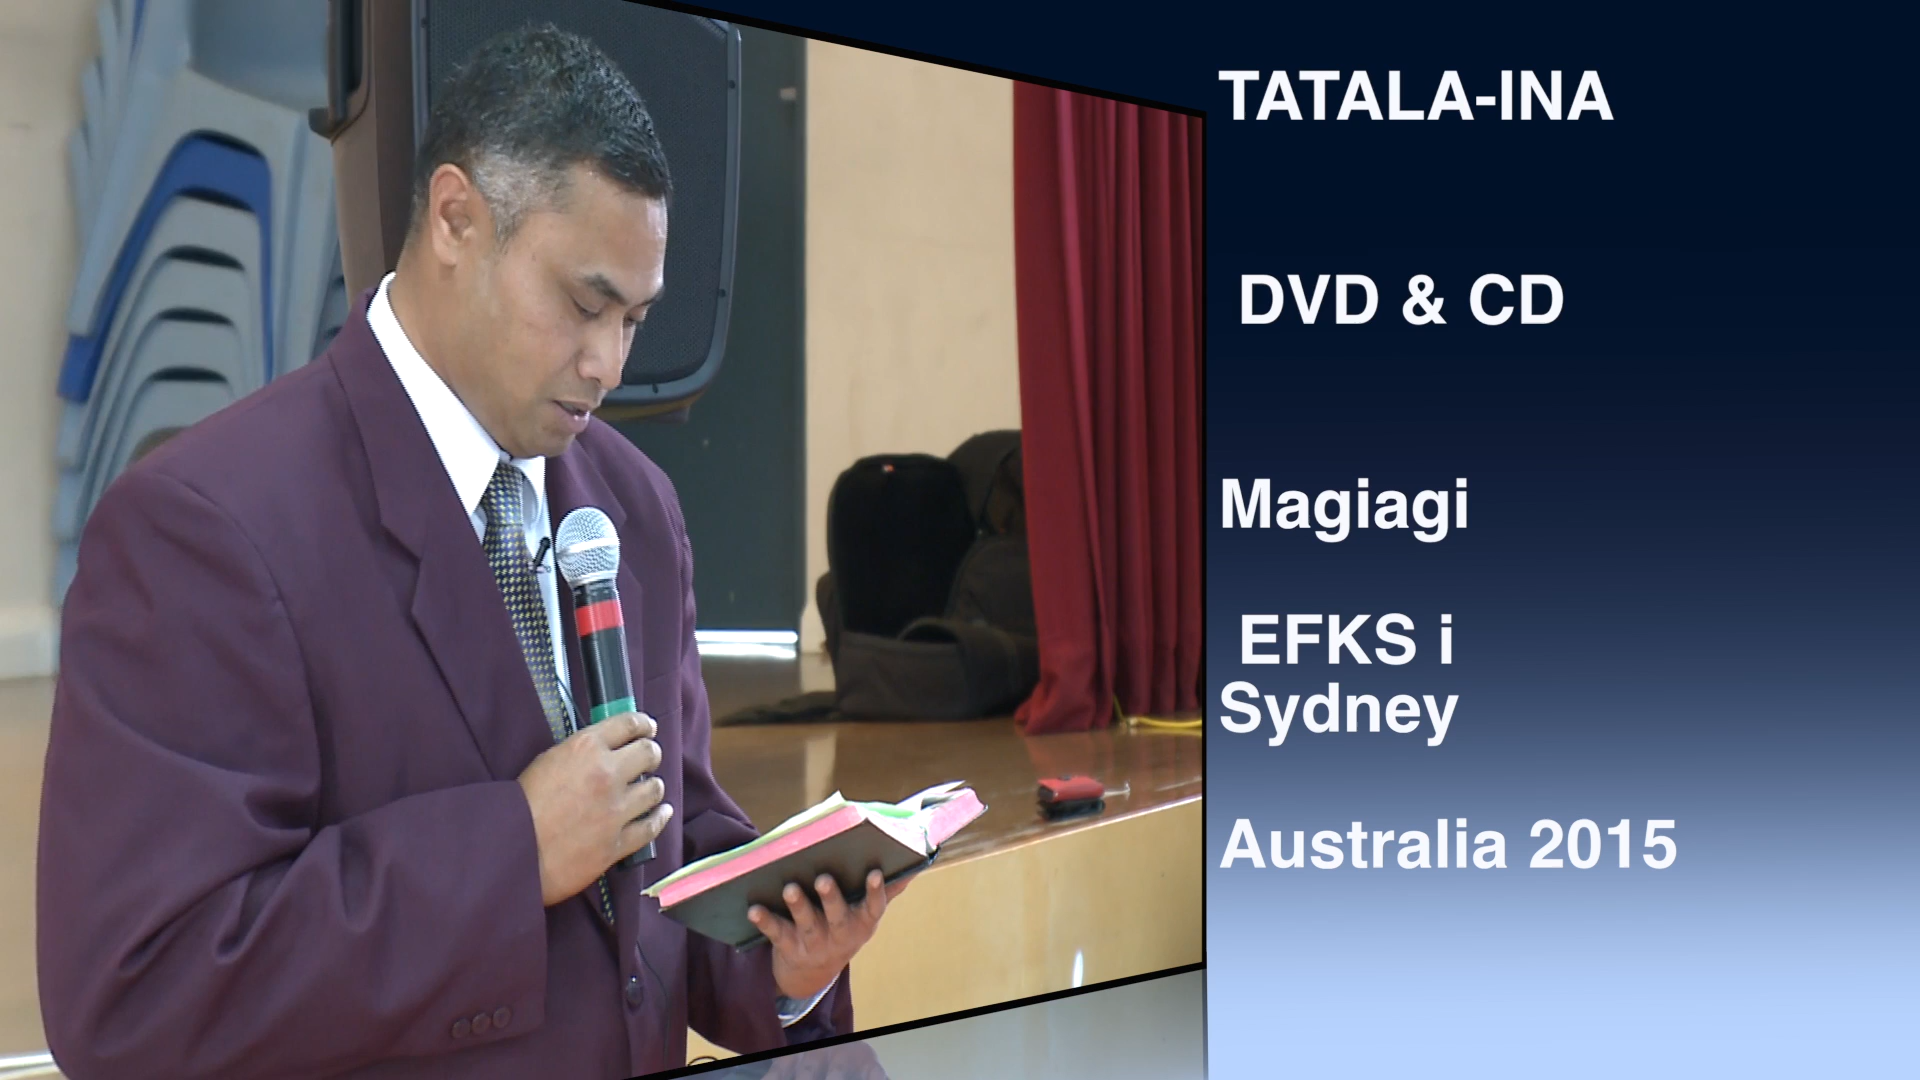 TATALA-INA
DVD & CD
Magiagi
EFKS i
Sydney
Australia 2015